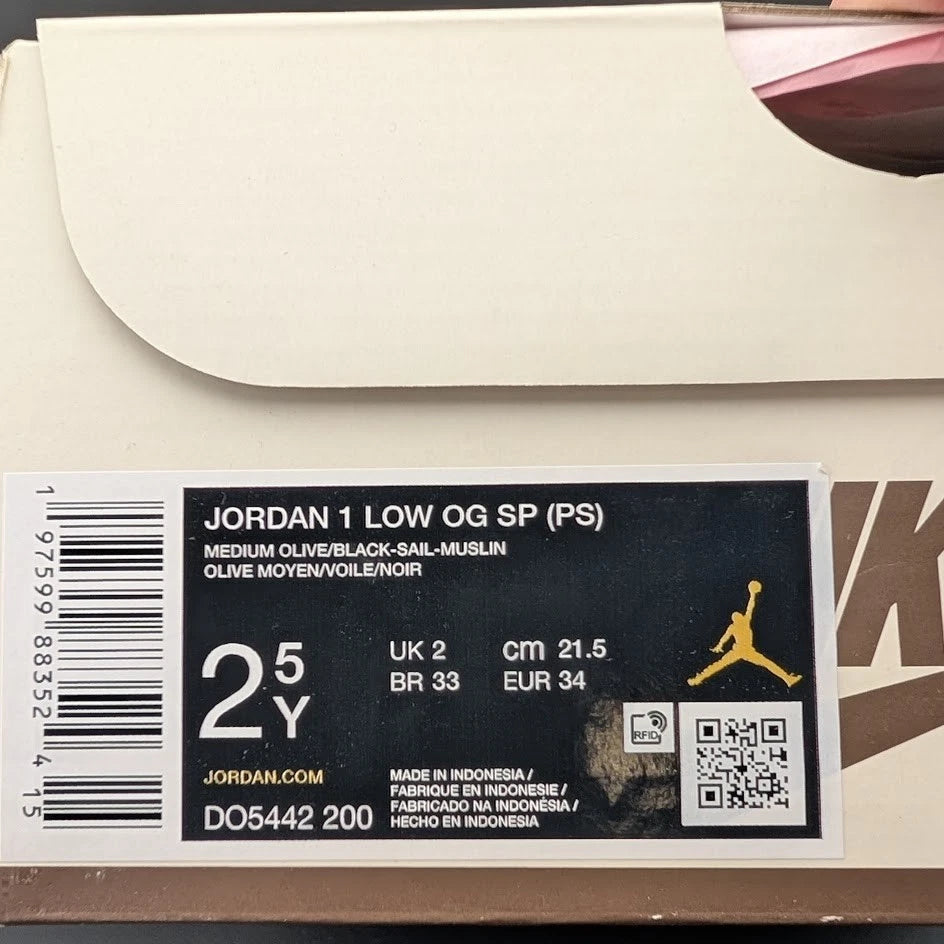 JORDAN 1 LOW OG SP (PS)
MEDIUM OLIVE/BLACK-SAIL-MUSLIN
OLIVE MOYEN/VOILE/NOIR
2 5Y
UK 2 cm 21.5
BR 33 EUR 34
RFID
JORDAN.COM
DO5442 200
MADE IN INDONESIA /
FABRIQUE EN INDONESIE /
FABRICADO NA INDONÉSIA /
HECHO EN INDONESIA
1 97599 88352 4 15